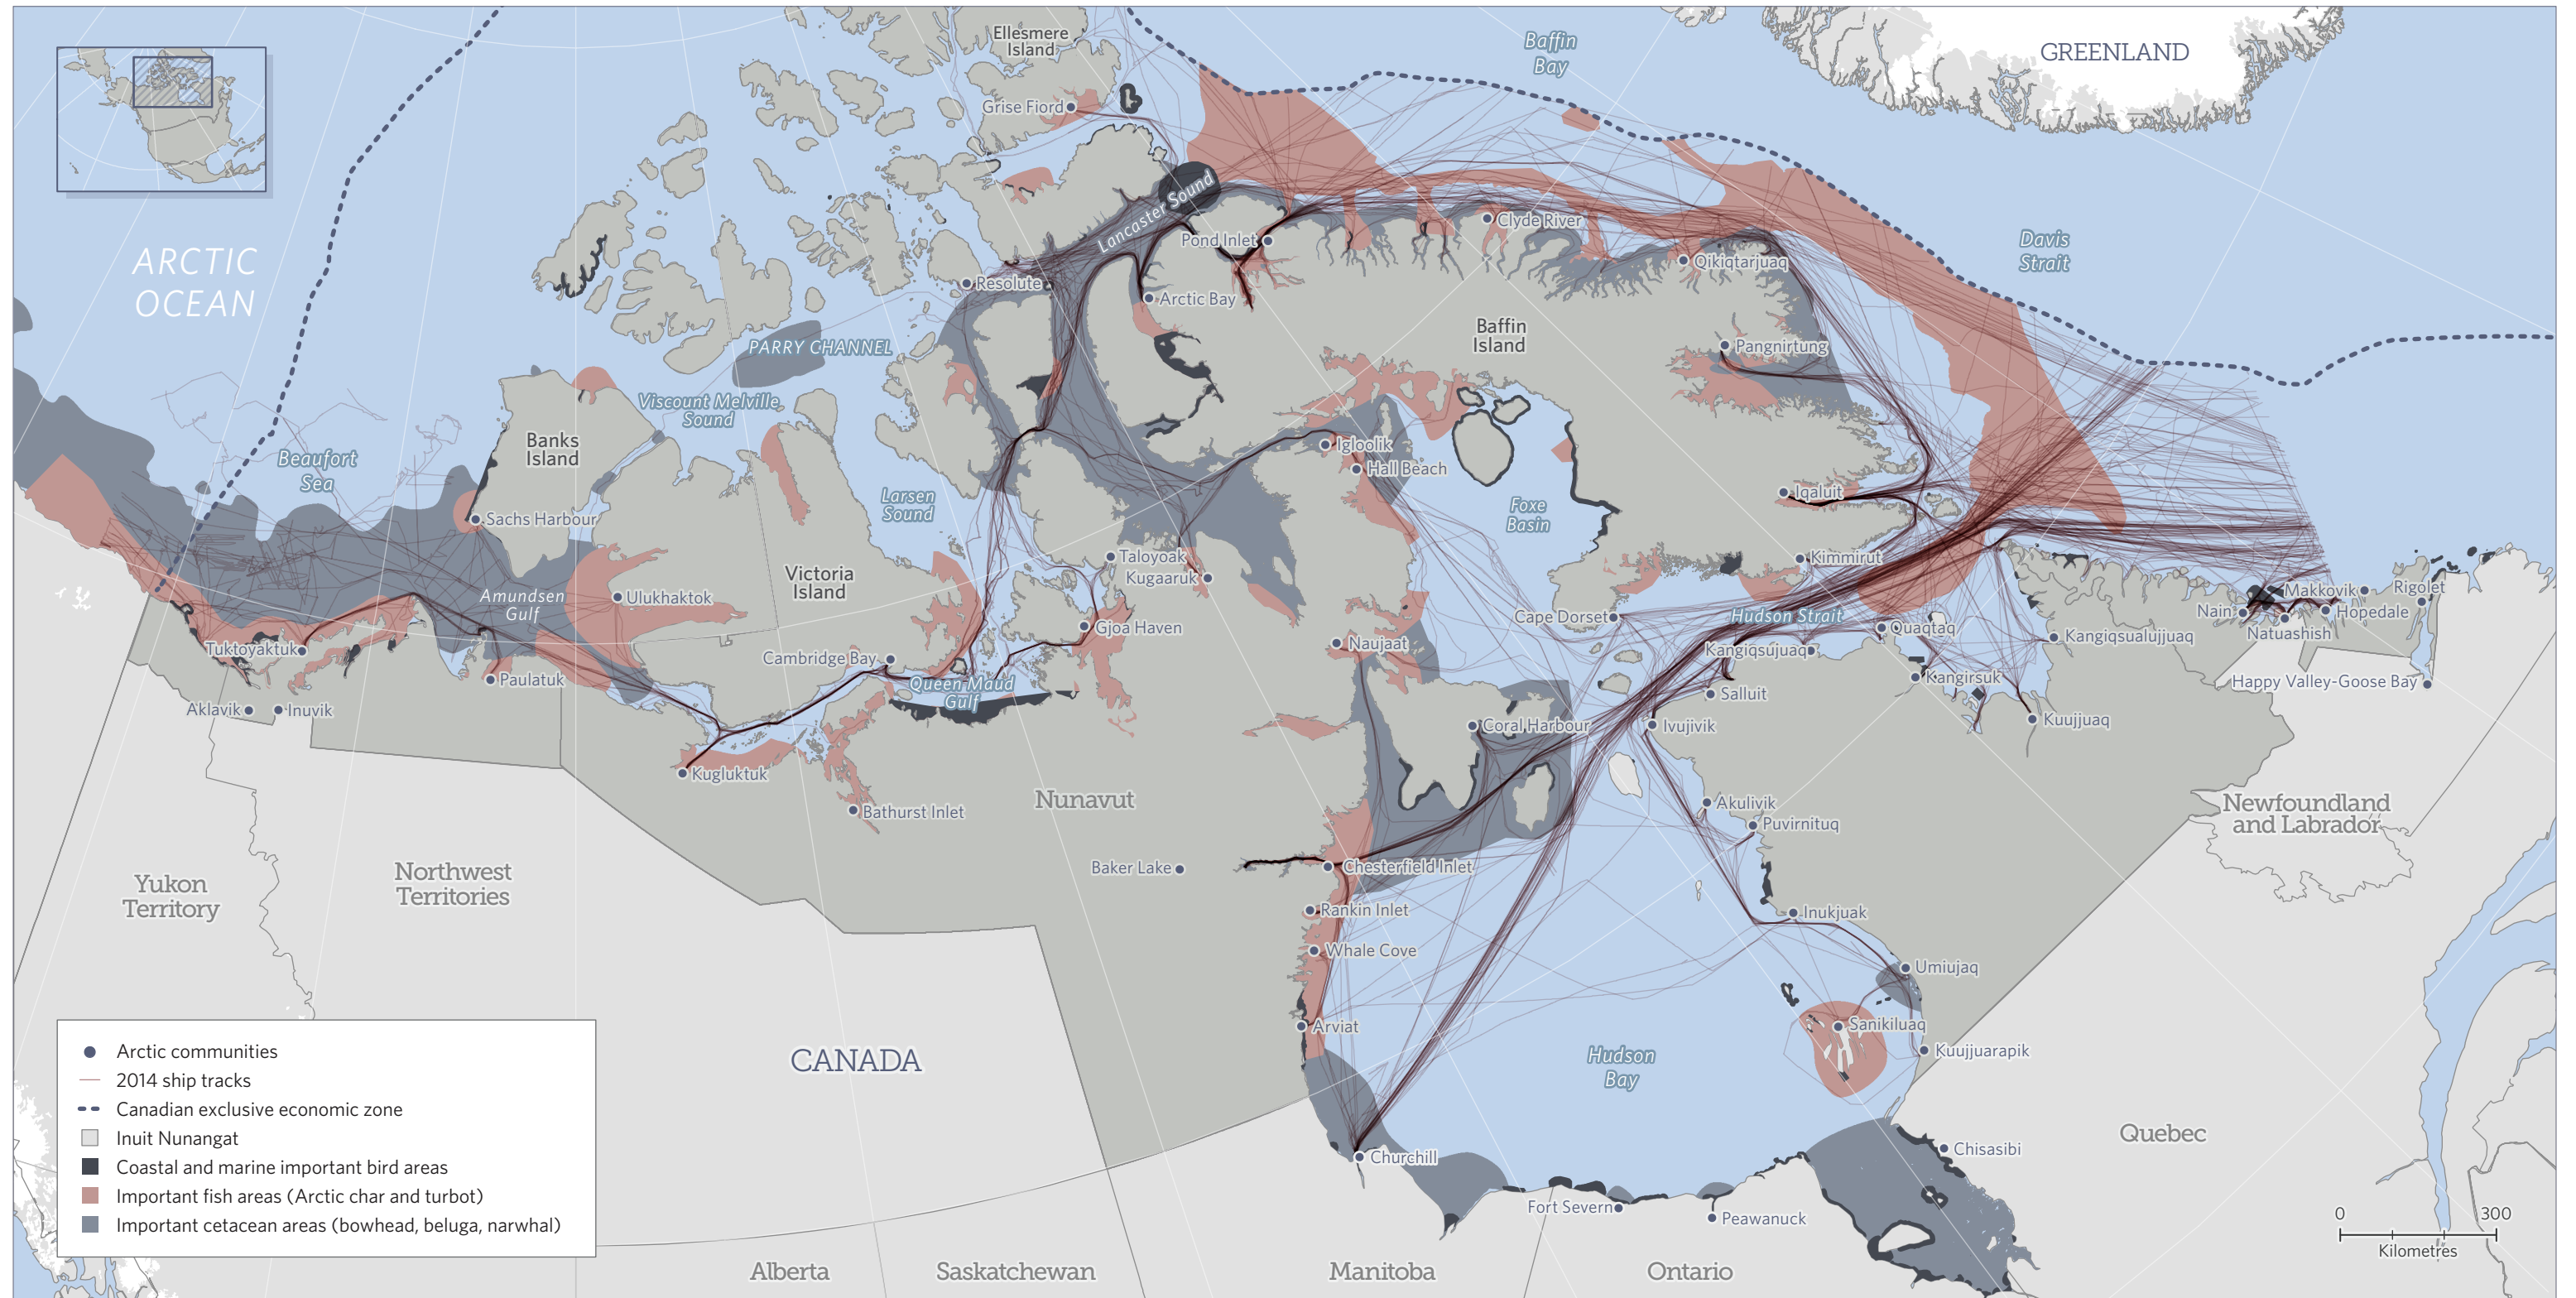 Ellesmere
Island
Baffin
Bay
GREENLAND
Grise Fiord
Lancaster Sound
Clyde River
Pond Inlet
Davis
Strait
ARCTIC
OCEAN
Qikiqtarjuaq
Resolute
Arctic Bay
Baffin
Island
PARRY CHANNEL
Pangnirtung
Viscount Melville
Sound
Banks
Island
Igloolik
Hall Beach
Beaufort
Sea
Larsen
Sound
Foxe
Basin
Iqaluit
Sachs Harbour
Taloyoak
Kugaaruk
Kimmirut
Victoria
Island
Amundsen
Gulf
Ulukhaktok
Makkovik
Rigolet
Nain
Hopedale
Natuashish
Cape Dorset
Hudson Strait
Gjoa Haven
Quaqtaq
Kangiqsualujjuaq
Tuktoyaktuk
Naujaat
Kangiqsujuaq
Cambridge Bay
Paulatuk
Queen Maud
Gulf
Kangirsuk
Happy Valley-Goose Bay
Salluit
Aklavik
Inuvik
Kuujjuaq
Coral Harbour
Ivujivik
Kugluktuk
Nunavut
Akulivik
Newfoundland
and Labrador
Bathurst Inlet
Puvirnituq
Baker Lake
Chesterfield Inlet
Yukon
Territory
Northwest
Territories
Rankin Inlet
Inukjuak
Whale Cove
Umiujaq
Arviat
Sanikiluaq
Kuujjuarapik
CANADA
Hudson
Bay
Quebec
Churchill
Chisasibi
Fort Severn
Peawanuck
Alberta
Saskatchewan
Manitoba
Ontario
Arctic communities
2014 ship tracks
Canadian exclusive economic zone
Inuit Nunangat
Coastal and marine important bird areas
Important fish areas (Arctic char and turbot)
Important cetacean areas (bowhead, beluga, narwhal)
0 300
Kilometres